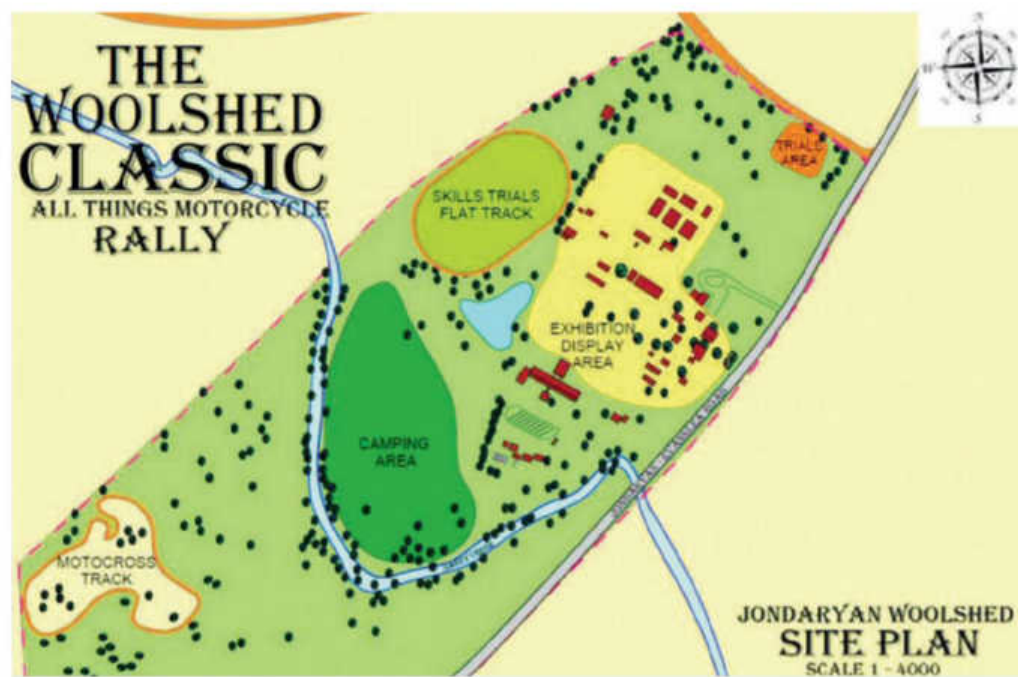 THE
WOOLSHED
CLASSIC
ALL THINGS MOTORCYCLE
RALLY
N
W
S
TRIALL
AREA
SKILLS TRIALS
FLAT TRACK
EXHIBITION
DISPLAY
AREA
CAMPING
AREA
MOTOCROSS
TRACK
JONDARYAN WOOLSHED
SITE PLAN
SCALE 1 - 4000